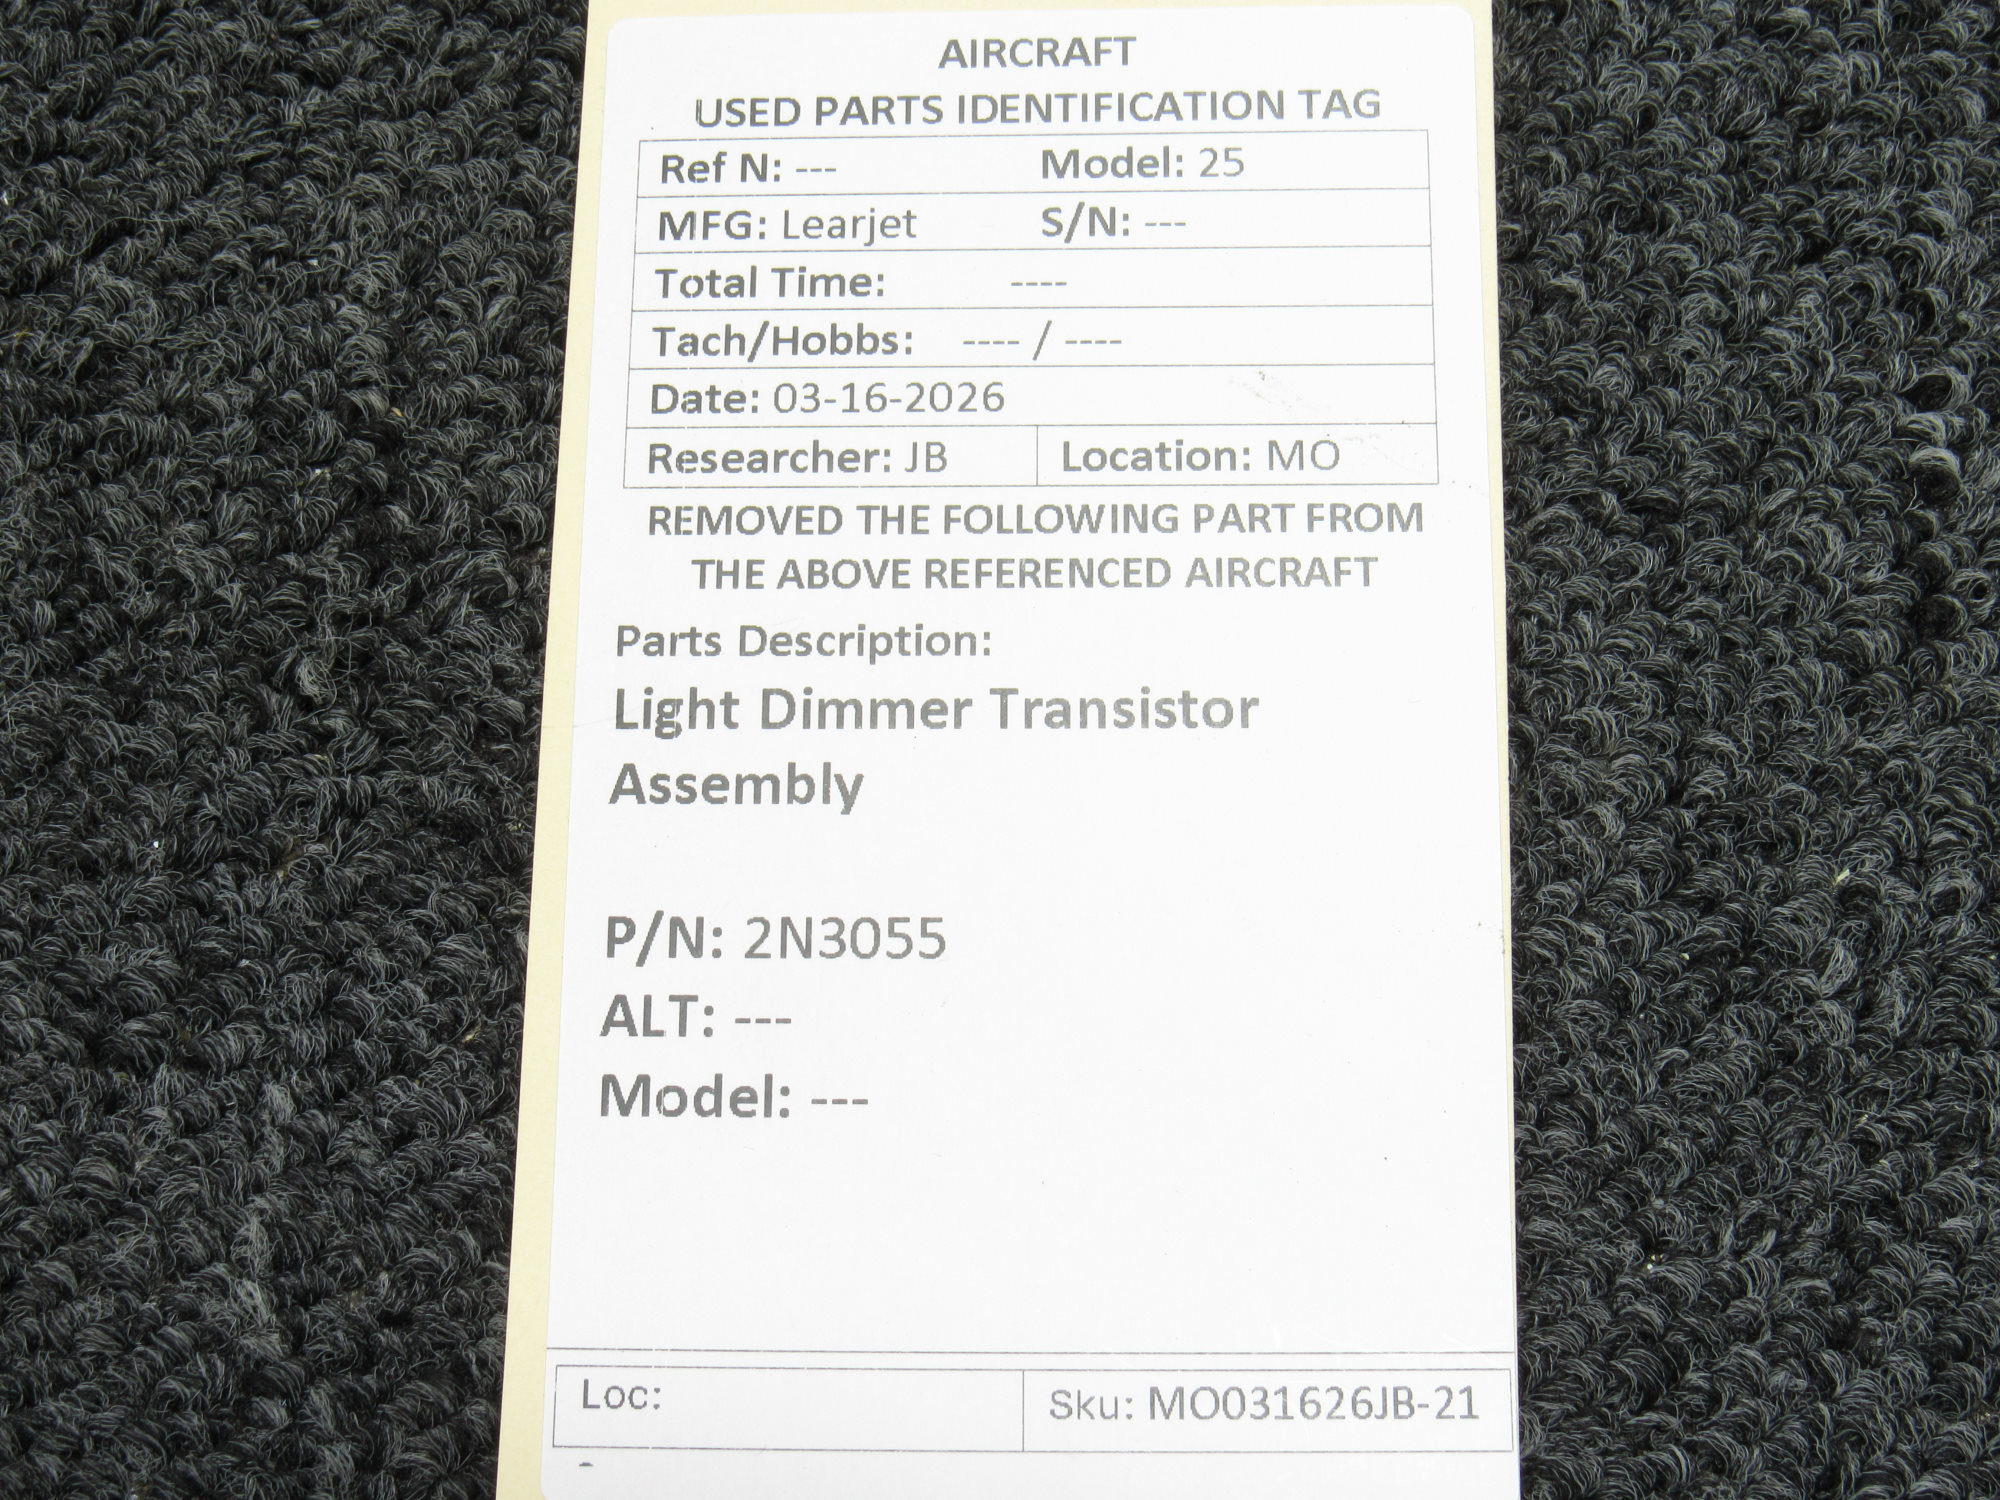 AIRCRAFT
USED PARTS IDENTIFICATION TAG
Ref N: --- Model: 25
MFG: Learjet S/N: ---
Total Time: ----
Tach/Hobbs: ---- / ----
Date: 03-16-2026
Researcher: JB Location: MO
REMOVED THE FOLLOWING PART FROM
THE ABOVE REFERENCED AIRCRAFT
Parts Description:
Light Dimmer Transistor
Assembly
P/N: 2N3055
ALT: ---
Model: ---
Loc: Sku: MO031626JB-21